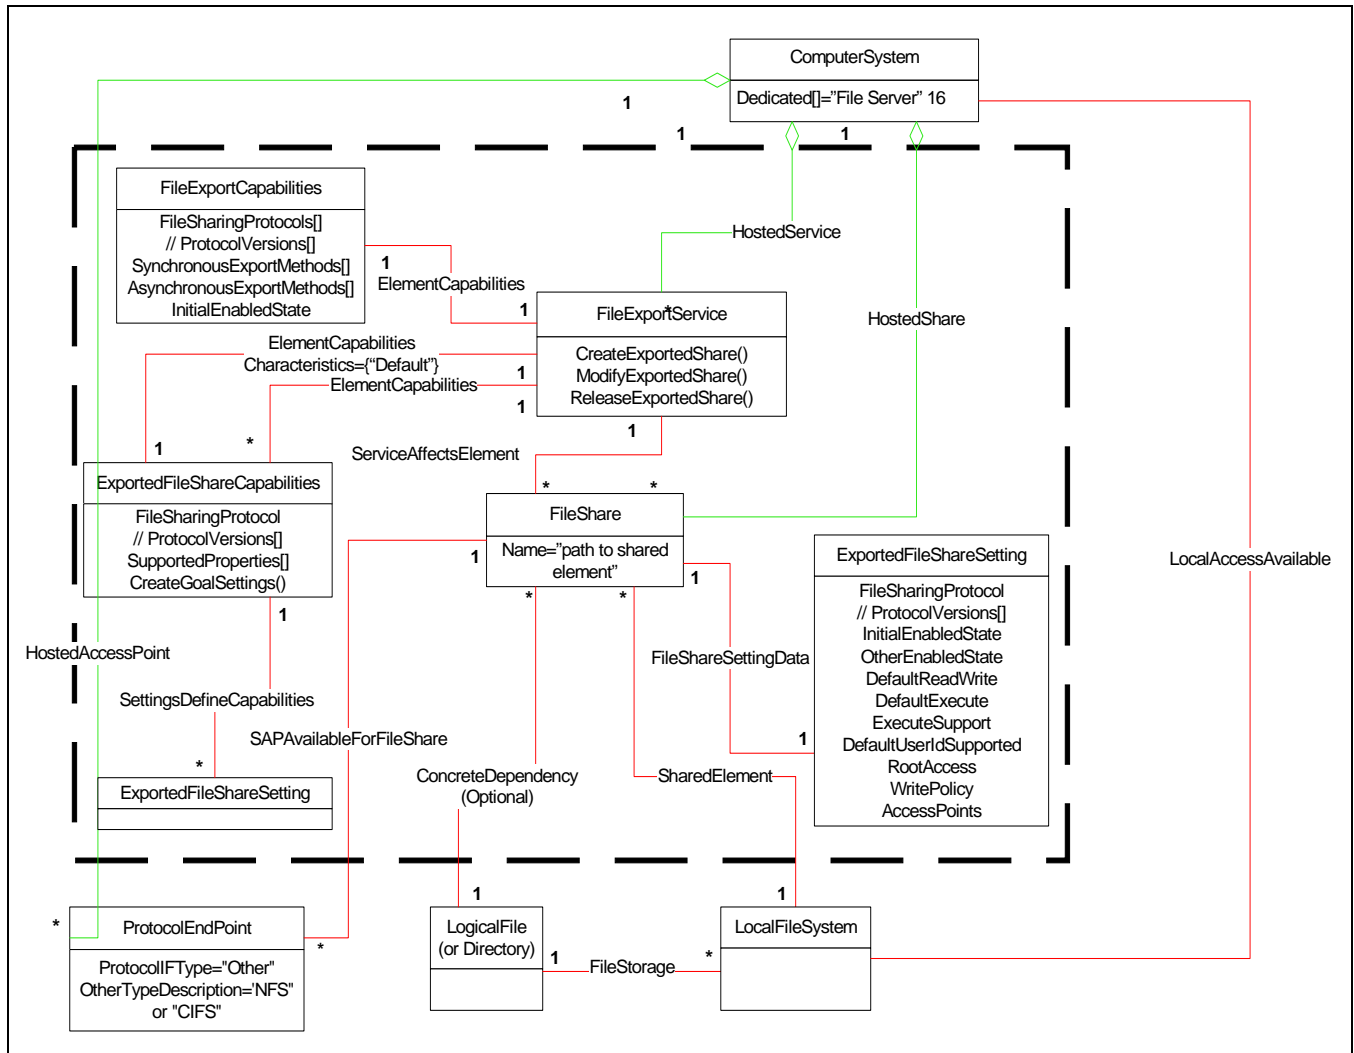 ComputerSystem
Dedicated[]="File Server" 16
1
1
1
FileExportCapabilities
FileSharingProtocols[]
// ProtocolVersions[]
SynchronousExportMethods[]
AsynchronousExportMethods[]
InitialEnabledState
HostedService
1
ElementCapabilities
1
FileExportService
*
CreateExportedShare()
ModifyExportedShare()
ReleaseExportedShare()
HostedShare
ElementCapabilities
Characteristics={“Default”}
ElementCapabilities
1
1
1
1
*
ServiceAffectsElement
*
*
ExportedFileShareCapabilities
FileSharingProtocol
// ProtocolVersions[]
SupportedProperties[]
CreateGoalSettings()
FileShare
Name=”path to shared
element”
1
1
*
*
ExportedFileShareSetting
FileSharingProtocol
// ProtocolVersions[]
InitialEnabledState
OtherEnabledState
DefaultReadWrite
DefaultExecute
ExecuteSupport
DefaultUserIdSupported
RootAccess
WritePolicy
AccessPoints
LocalAccessAvailable
1
HostedAccessPoint
FileShareSettingData
SettingsDefineCapabilities
SAPAvailableForFileShare
1
*
ConcreteDependency
(Optional)
SharedElement
ExportedFileShareSetting
1
1
*
ProtocolEndPoint
*
ProtocolIFType="Other"
OtherTypeDescription='NFS"
or "CIFS"
LogicalFile
(or Directory)
1
FileStorage
*
LocalFileSystem